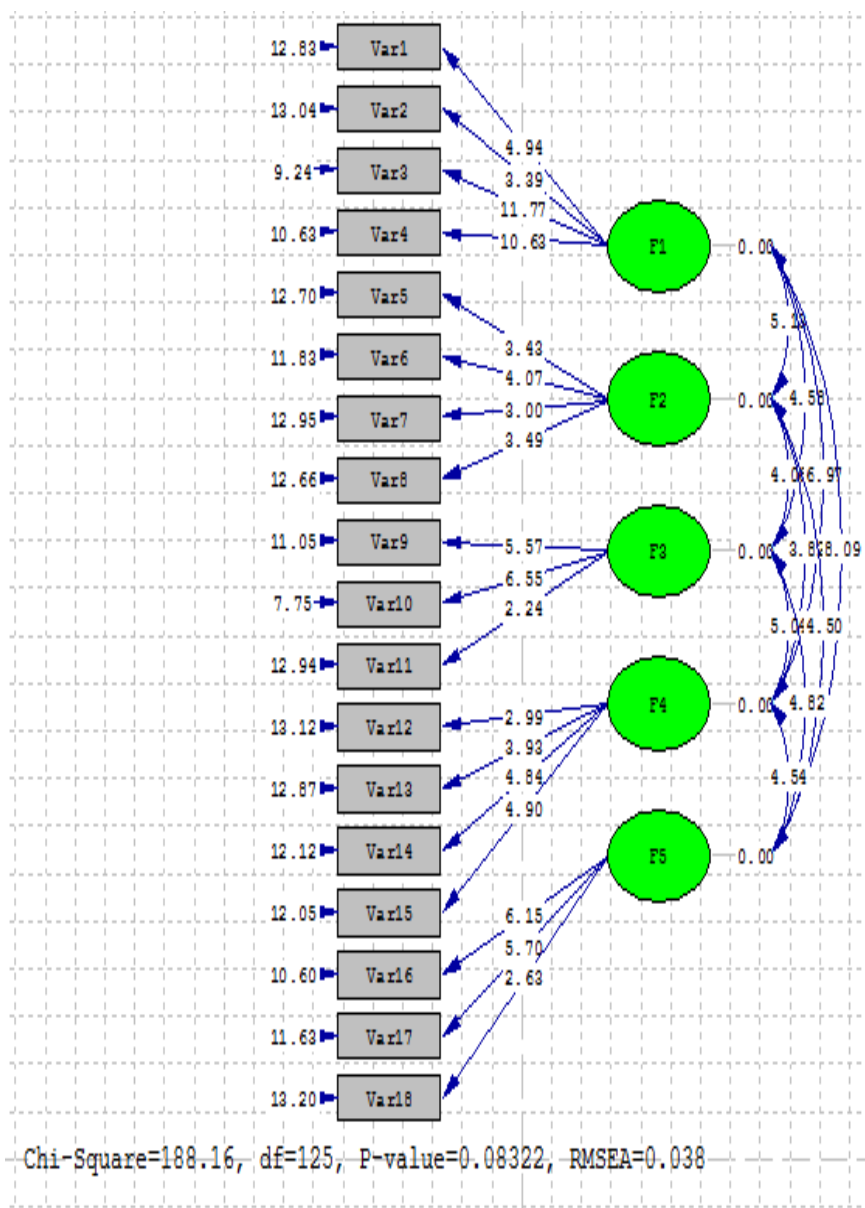 12.83 Var1
13.04 Var2
4.94
9.24 Var3
3.39
11.77
10.63 Var4
10.63
F1 0.00
12.70 Var5
3.43
11.83 Var6
4.07
F2 0.00
12.95 Var7
3.00
3.49
12.66 Var8
6.97
11.05 Var9
5.57
F3 0.00
8.09
6.55
7.75 Var10
2.24
4.50
12.94 Var11
F4 0.00
4.82
13.12 Var12
2.99
3.93
4.84
4.54
12.87 Var13
4.90
12.12 Var14
F5 0.00
12.05 Var15
6.15
5.70
10.60 Var16
2.63
11.63 Var17
13.20 Var18
Chi-Square=188.16, df=125, P-value=0.08322, RMSEA=0.038